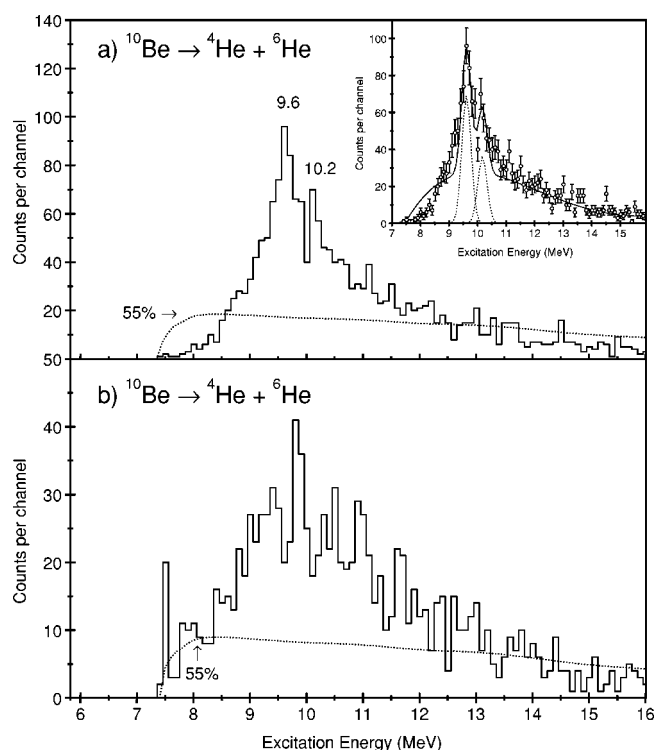 140
120
100
80
60
40
20
50
Counts per channel
a) ¹⁰Be → ⁴He + ⁶He
9.6
10.2
55% →
100
80
60
40
20
0
Counts per channel
7 8 9 10 11 12 13 14 15
Excitation Energy (MeV)
40
30
20
10
0
Counts per channel
b) ¹⁰Be → ⁴He + ⁶He
↑
55%
6 7 8 9 10 11 12 13 14 15 16
Excitation Energy (MeV)